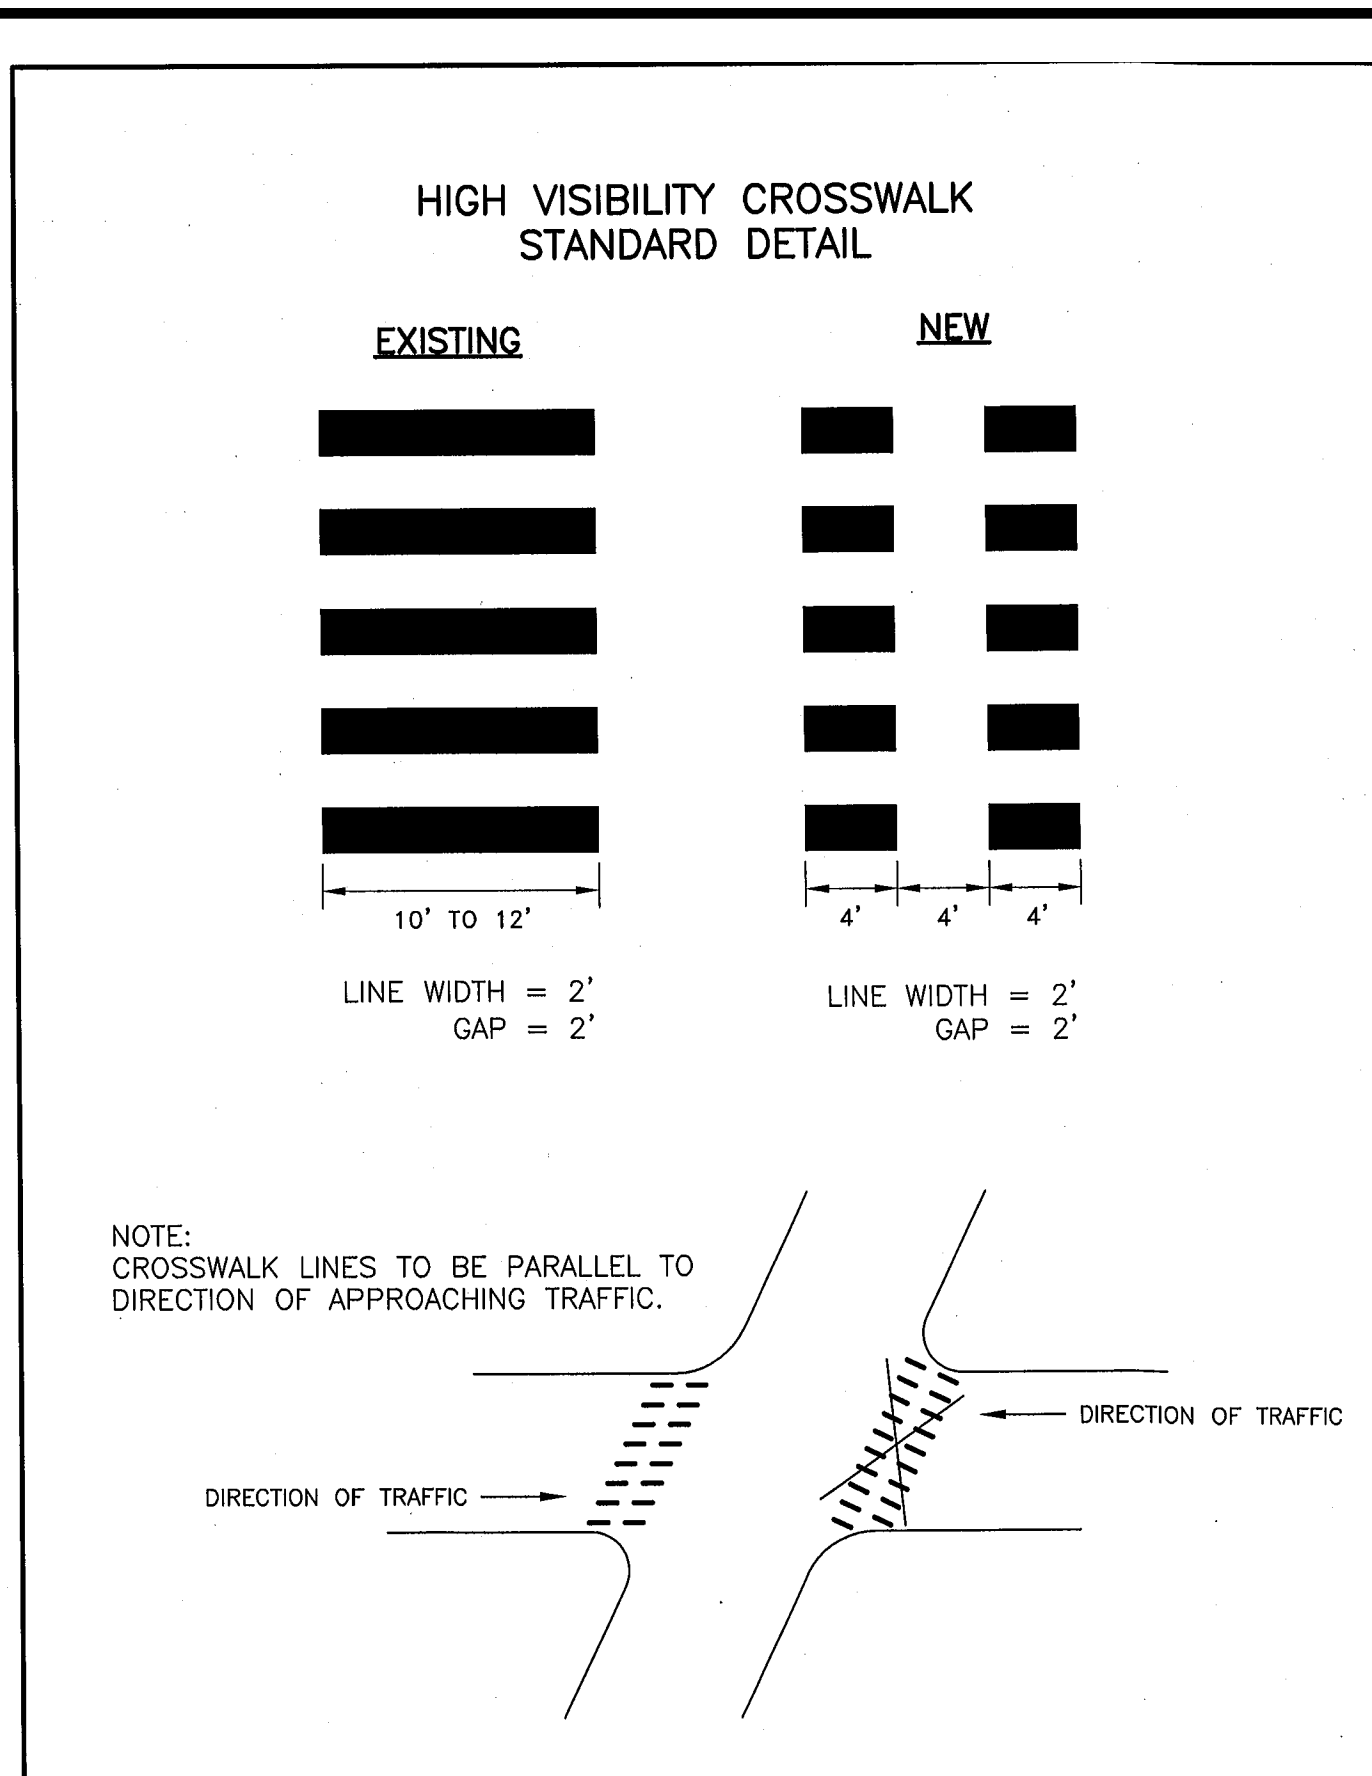 HIGH VISIBILITY CROSSWALK
STANDARD DETAIL
EXISTING
NEW
10' TO 12'
4' 4' 4'
LINE WIDTH = 2'
GAP = 2'
LINE WIDTH = 2'
GAP = 2'
NOTE:
CROSSWALK LINES TO BE PARALLEL TO
DIRECTION OF APPROACHING TRAFFIC.
DIRECTION OF TRAFFIC
DIRECTION OF TRAFFIC